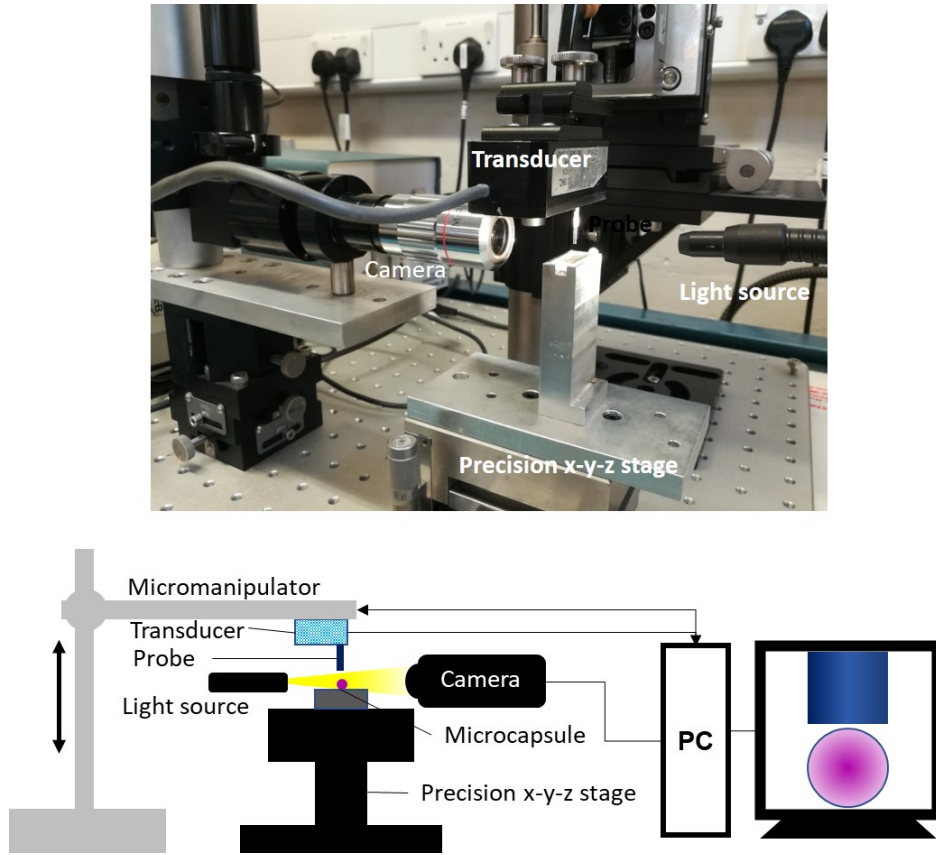 Transducer
Probe
Camera
Light source
Precision x-y-z stage
Micromanipulator
Transducer
Probe
Light source
Camera
Microcapsule
PC
Precision x-y-z stage